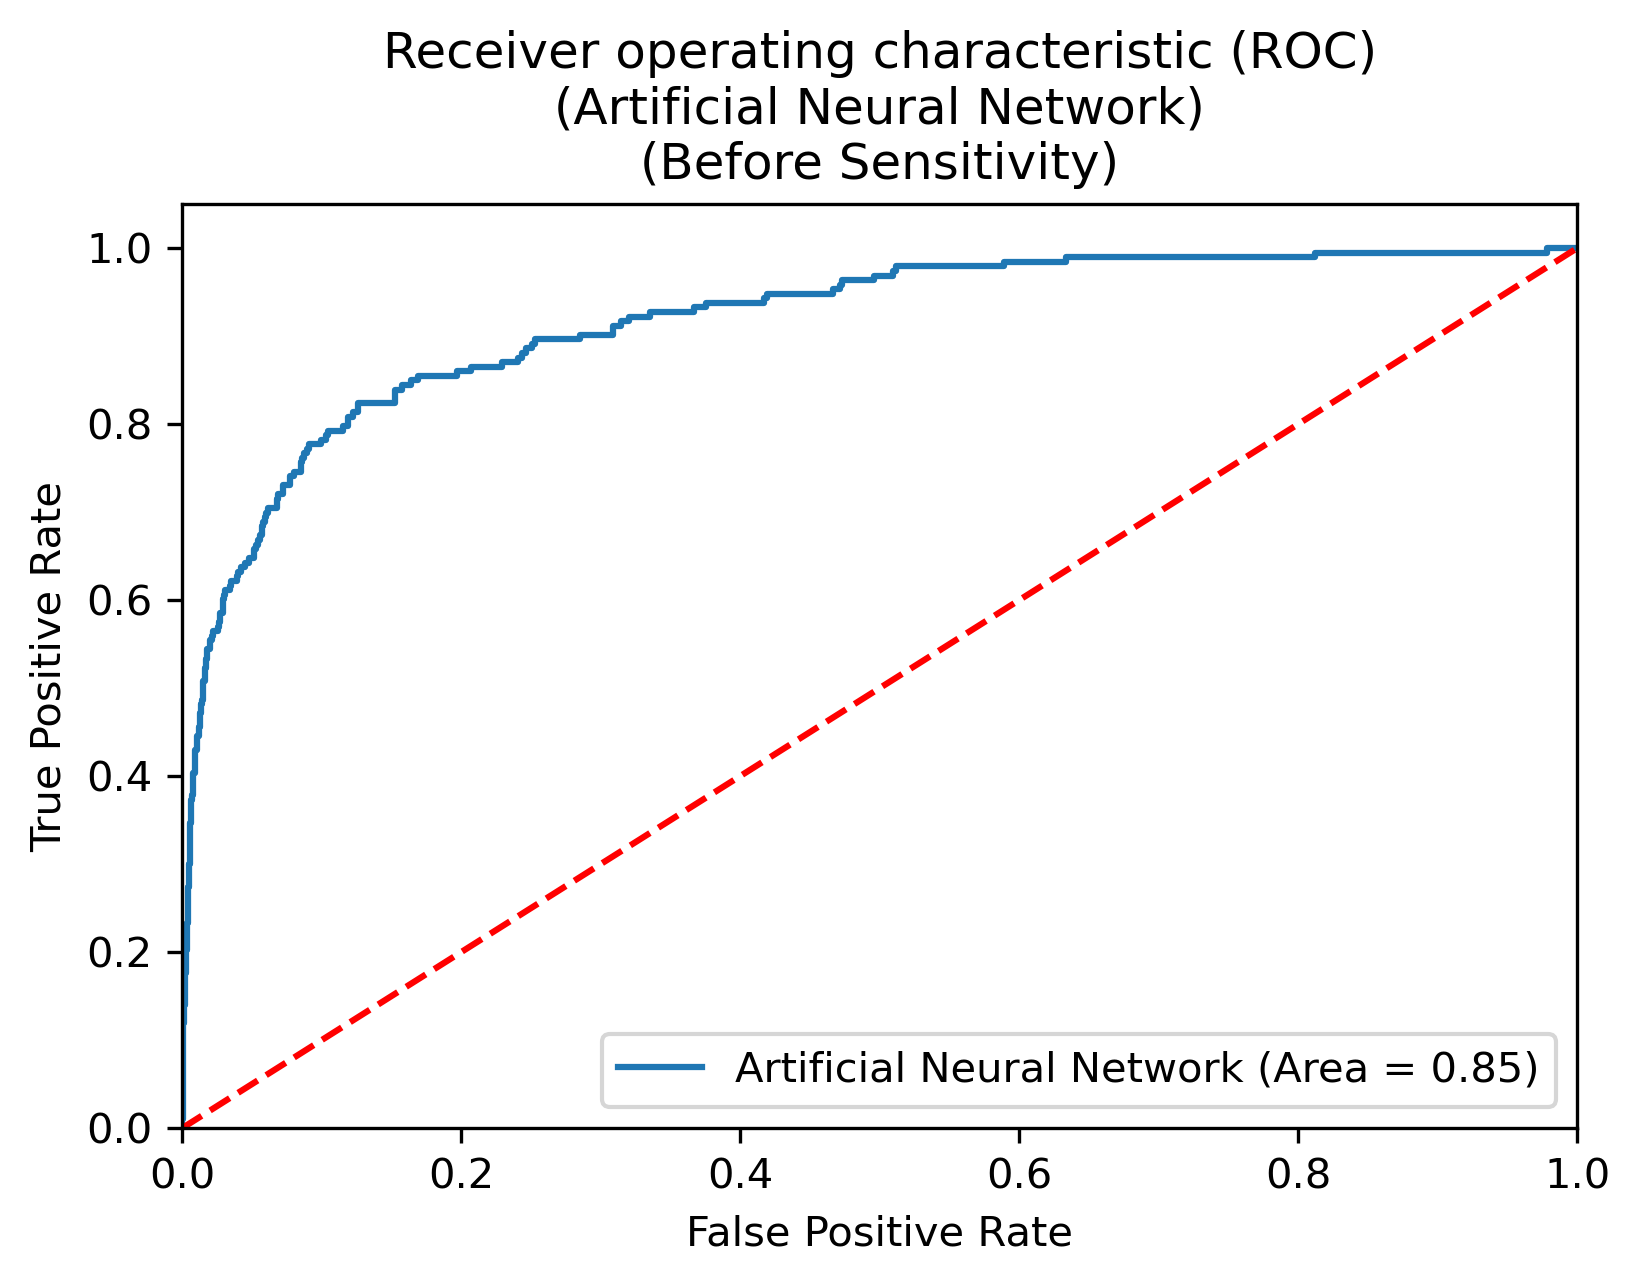 Receiver operating characteristic (ROC)
(Artificial Neural Network)
(Before Sensitivity)
1.0
0.8
0.6
0.4
0.2
0.0
True Positive Rate
Artificial Neural Network (Area = 0.85)
0.0 0.2 0.4 0.6 0.8 1.0
False Positive Rate